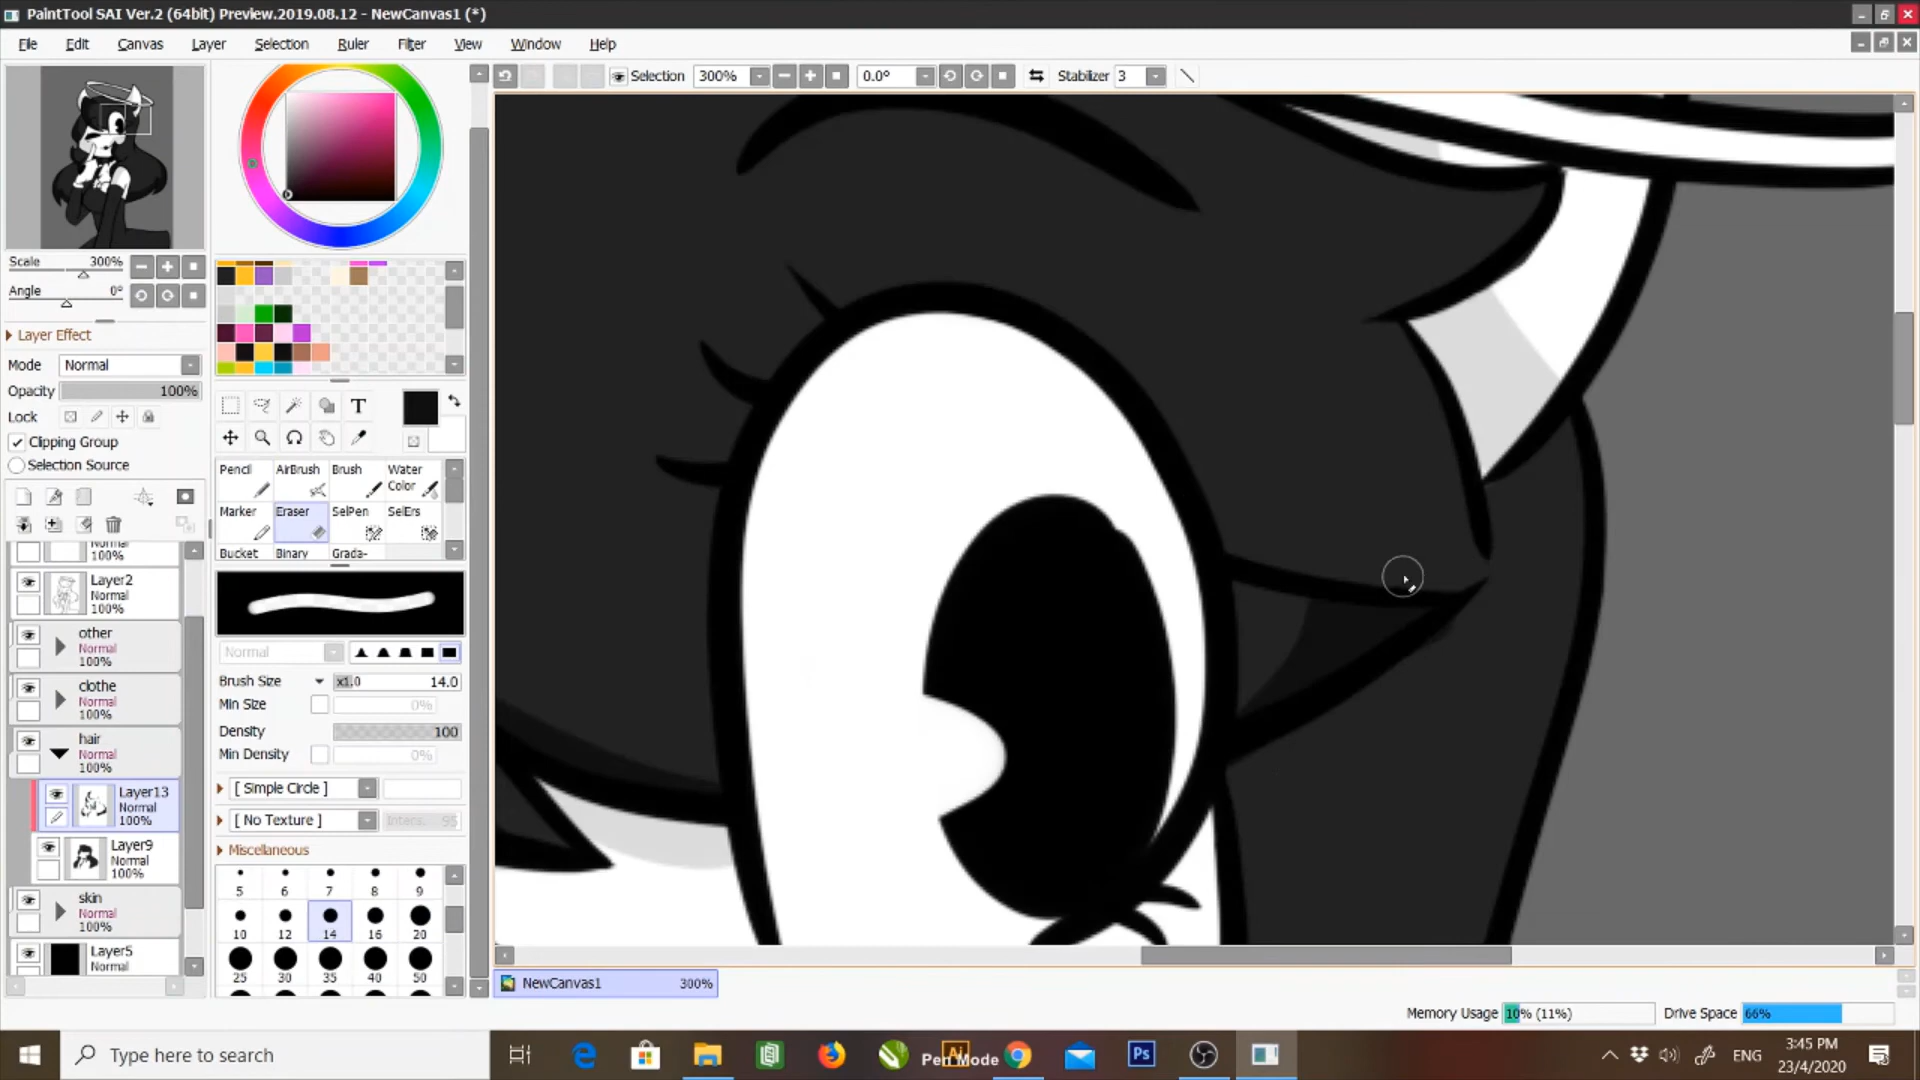 PaintTool SAI Ver.2 (64bit) Preview.2019.08.12 - NewCanvas1 (*)
File Edit Canvas Layer Selection Ruler Filter View Window Help
Selection 300% 0.0° Stabilizer 3
Scale 300%
Angle 0°
Layer Effect
Mode Normal
Opacity 100%
Lock
Clipping Group
Selection Source
Normal
100%
Layer2
Normal
100%
other
Normal
100%
clothe
Normal
100%
hair
Normal
100%
Layer13
Normal
100%
Layer9
Normal
100%
skin
Normal
100%
Layer5
Normal
T
Pencil AirBrush Brush Water Color
Marker Eraser SelPen SelErs
Bucket Binary Grada-
Normal
Brush Size x1.0 14.0
Min Size 0%
Density 100
Min Density 0%
[ Simple Circle ]
[ No Texture ] Intens. 95
Miscellaneous
5 6 7 8 9
10 12 14 16 20
25 30 35 40 50
NewCanvas1 300%
Memory Usage 10% (11%) Drive Space 66%
Type here to search
Ai
Pen Mode
Ps
ENG
3:45 PM
23/4/2020